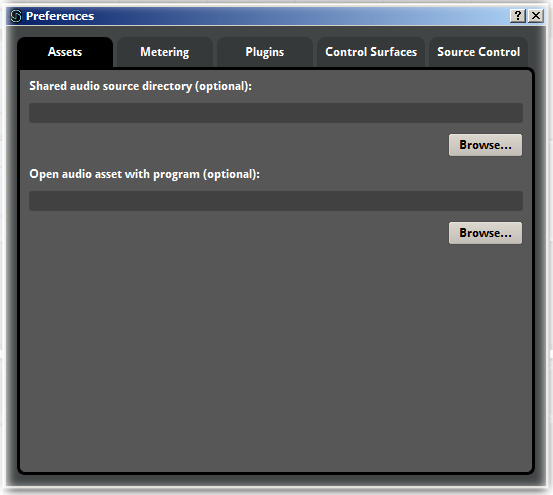 Preferences
Assets Metering Plugins Control Surfaces Source Control
Shared audio source directory (optional):
Browse...
Open audio asset with program (optional):
Browse...